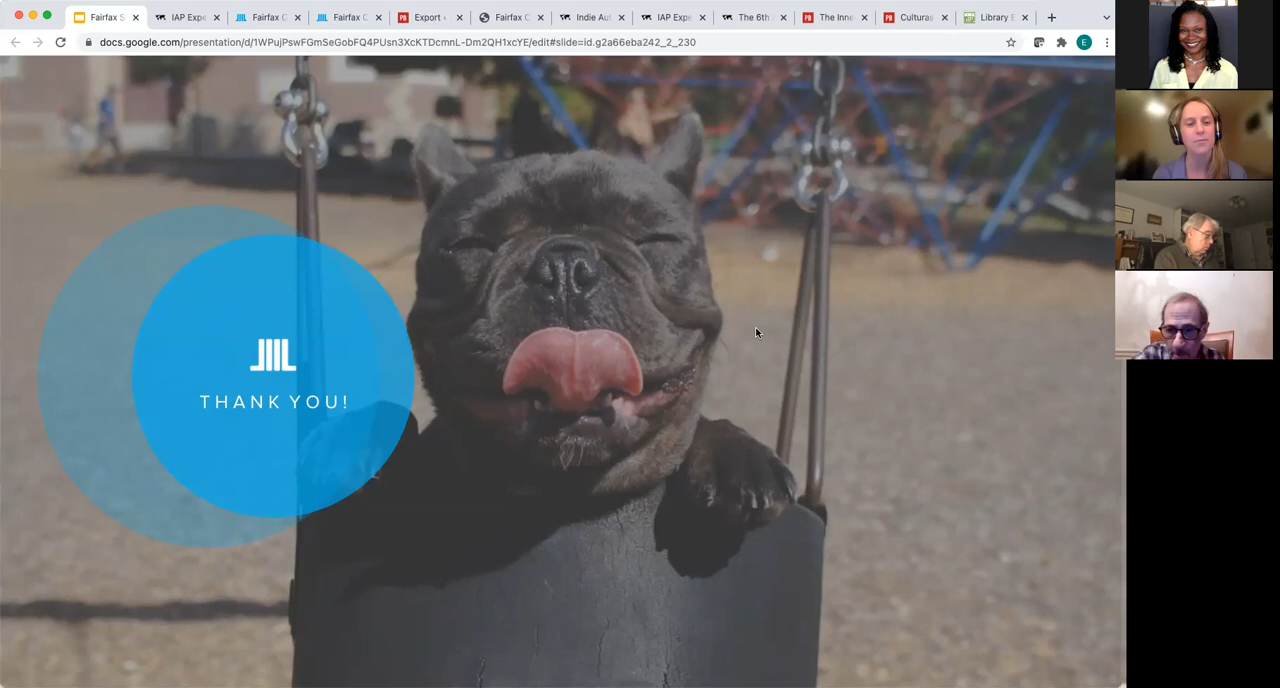 Fairfax S
IAP Expe
Fairfax C
Fairfax C
Export
Fairfax C
Indie Aut
IAP Expe
The 6th
The Inne
Culturas
Library E
docs.google.com/presentation/d/1WPujPswFGmSeGobFQ4PUsn3XcKTDcmnL-Dm2QH1xcYE/edit#slide=id.g2a66eba242_2_230
E
THANK YOU!